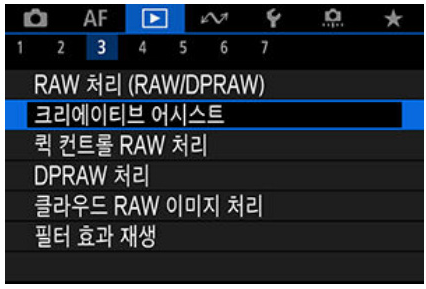 AF
1 2 3 4 5 6 7
RAW 처리 (RAW/DPRAW)
크리에이티브 어시스트
퀵 컨트롤 RAW 처리
DPRAW 처리
클라우드 RAW 이미지 처리
필터 효과 재생